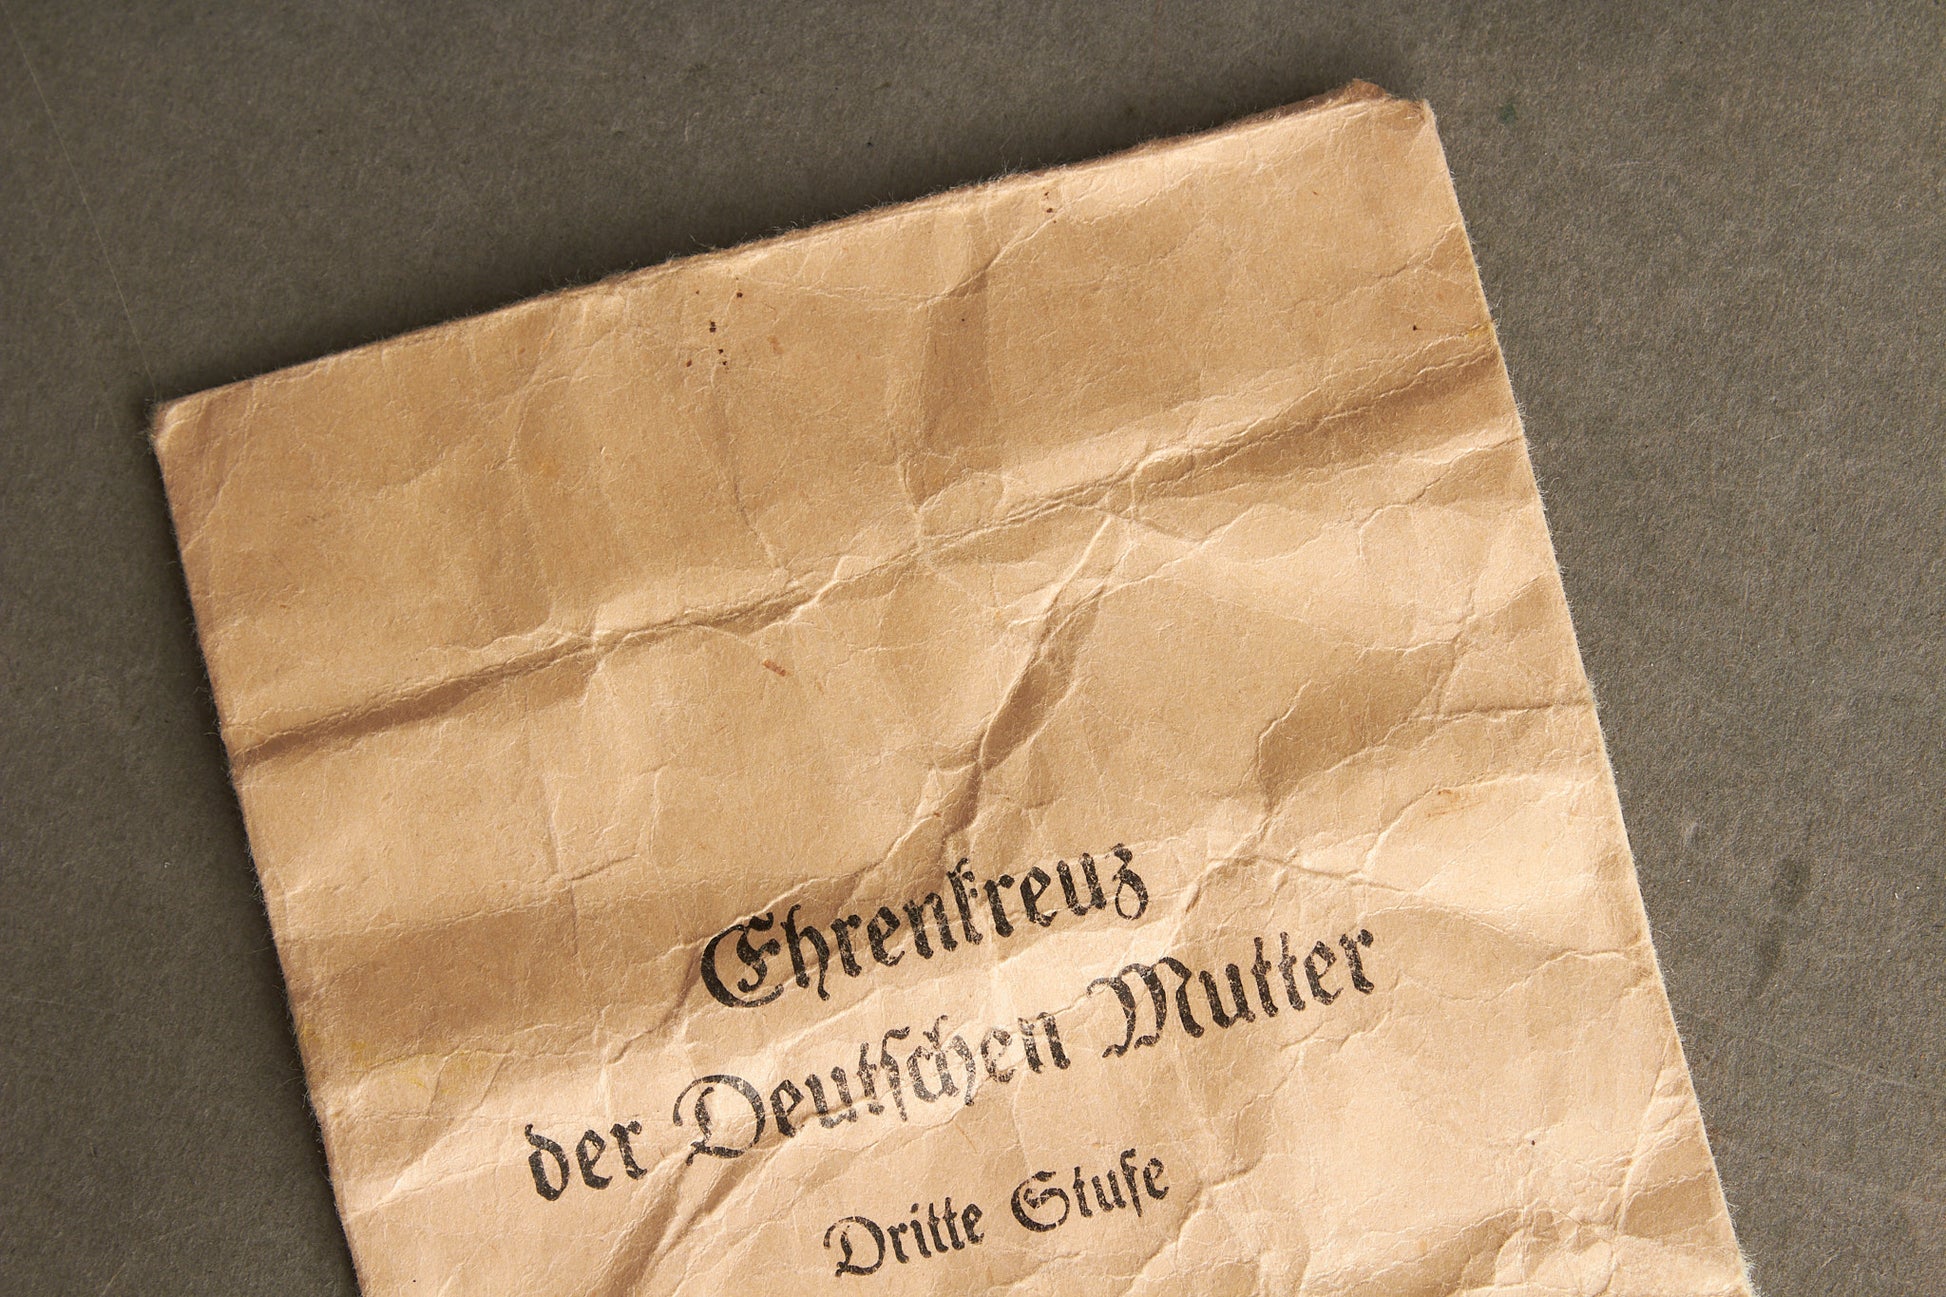 Ehrenkreuz
der Deutschen Mutter
Dritte Stufe